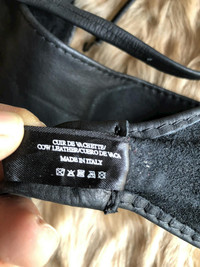 CUIR DE VACHETTE/
COW LEATHER/CUERO DE VACA
MADE IN ITALY